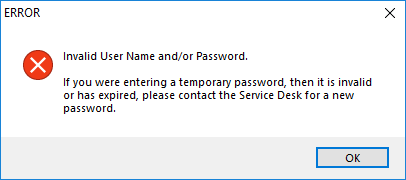 ERROR
Invalid User Name and/or Password.
If you were entering a temporary password, then it is invalid
or has expired, please contact the Service Desk for a new
password.
OK